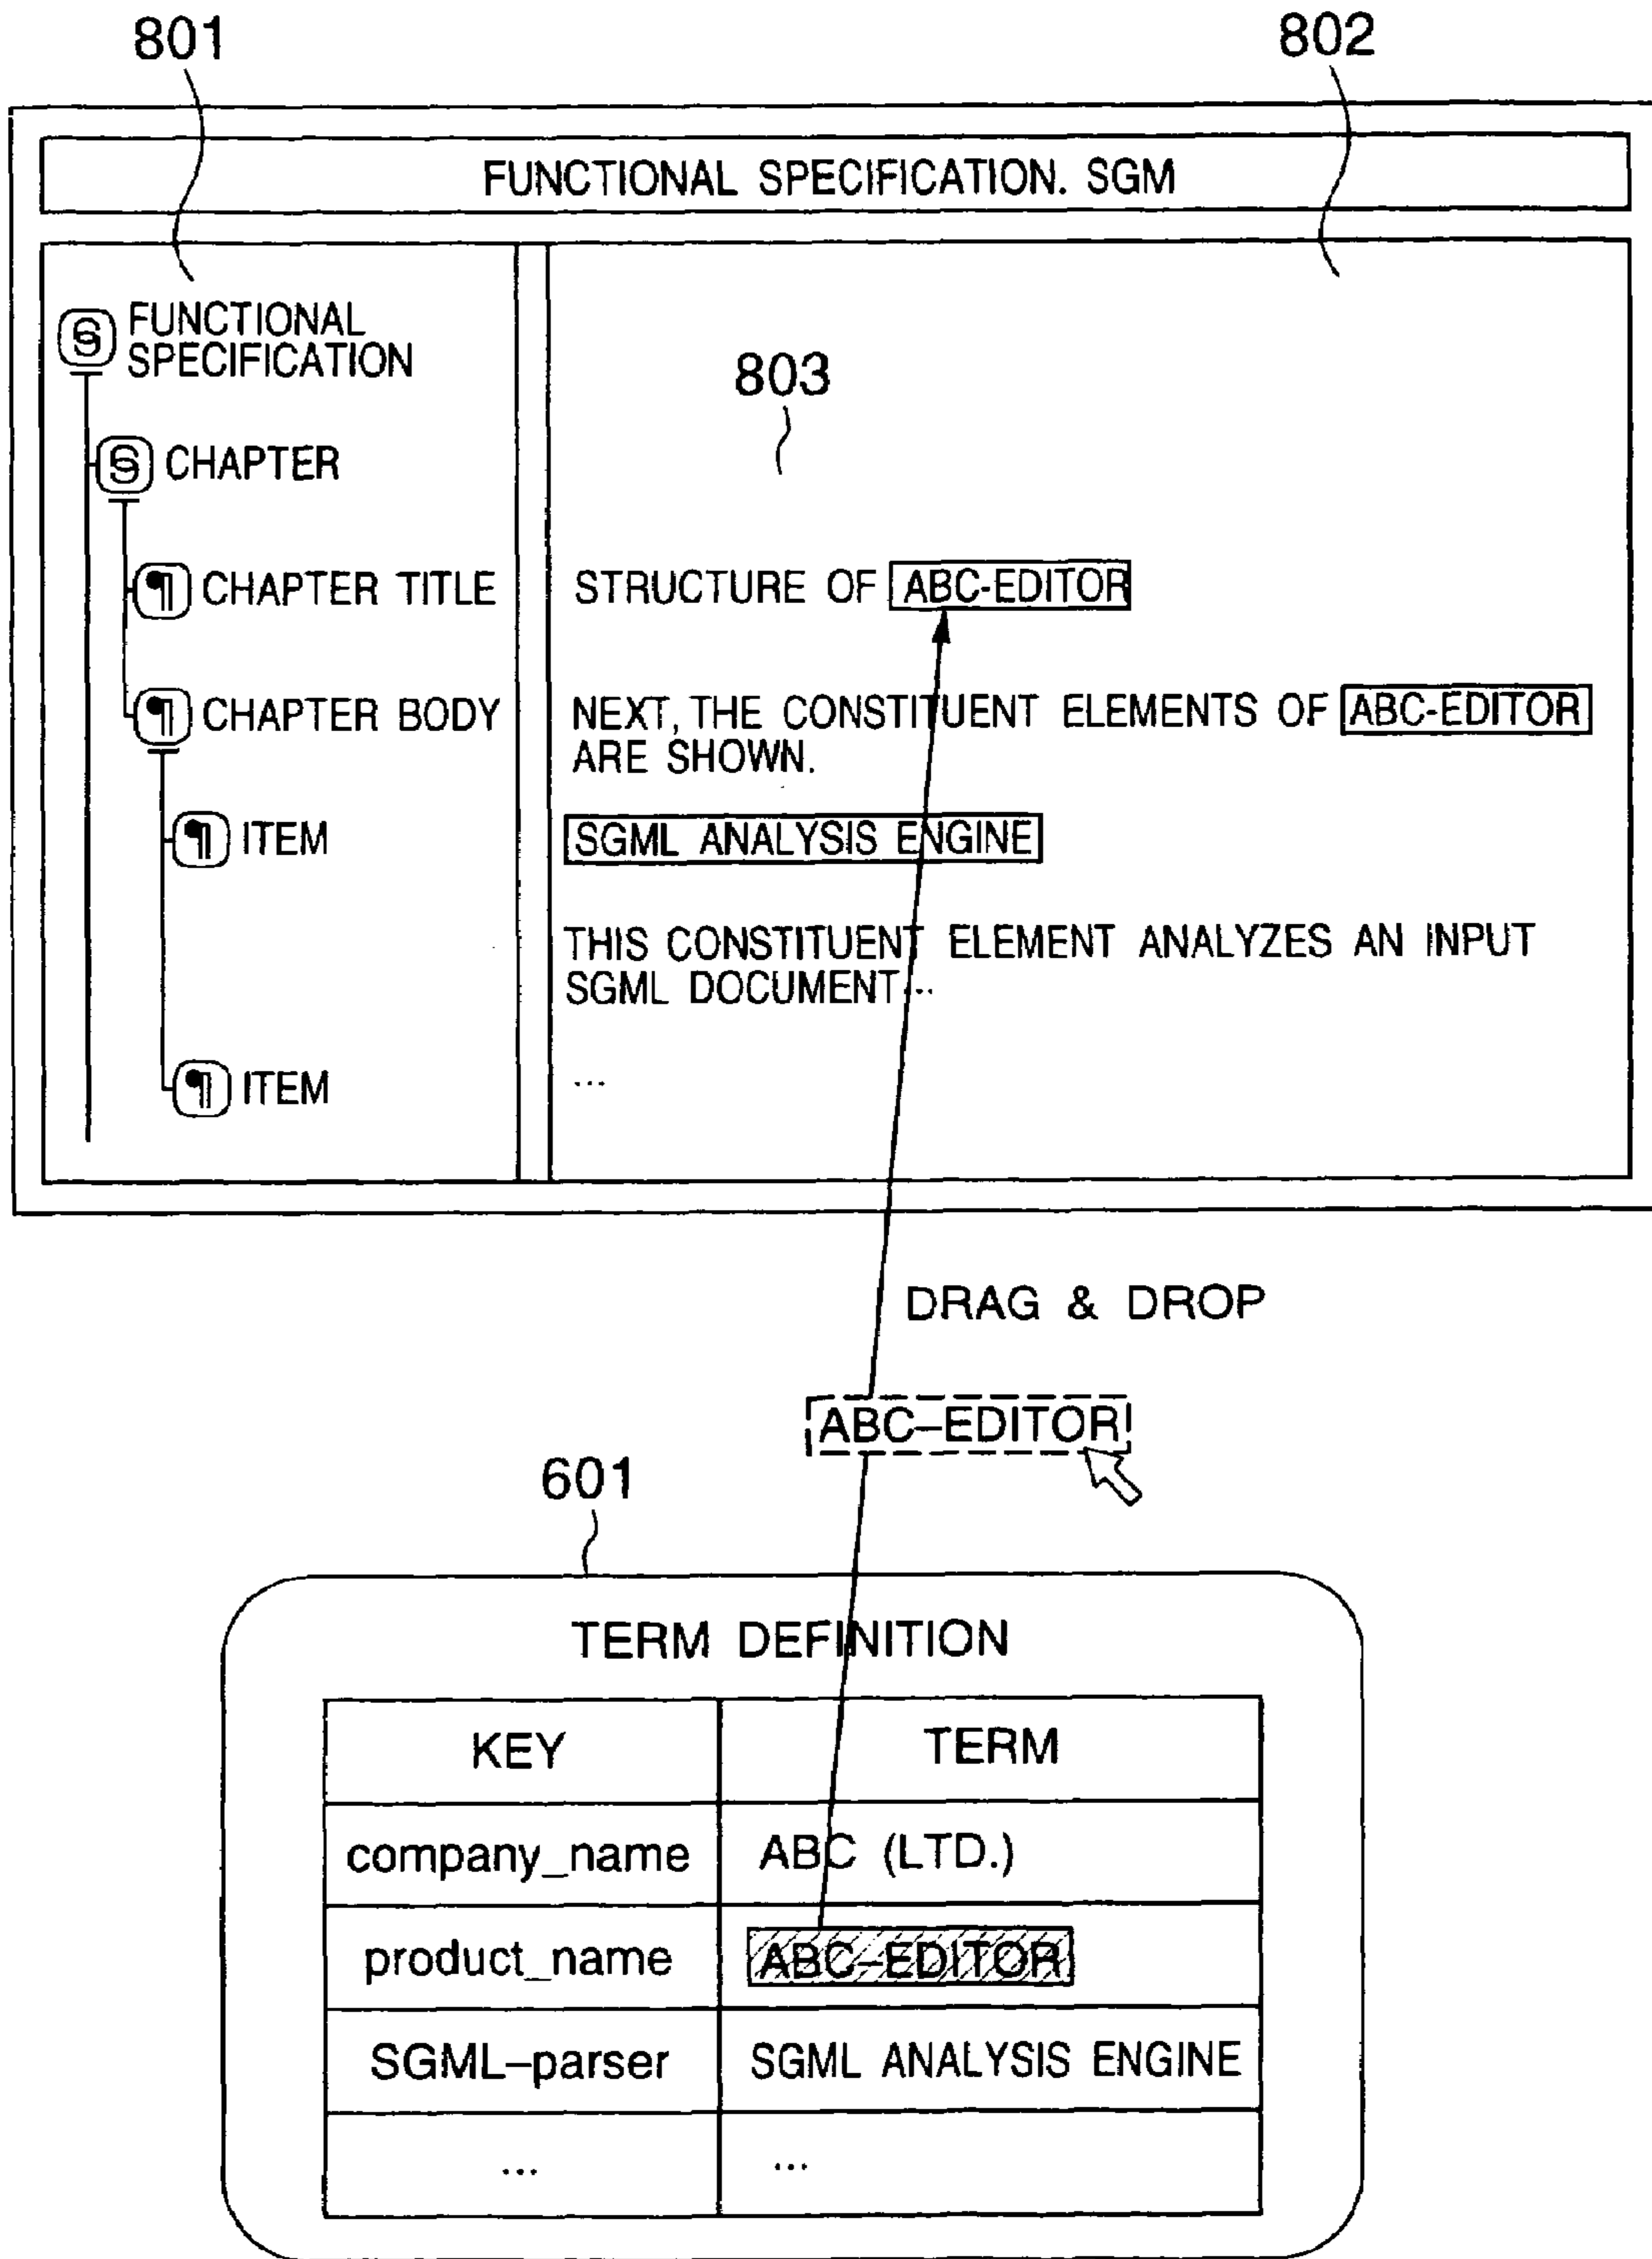 801
802
FUNCTIONAL SPECIFICATION. SGM
§ FUNCTIONAL
SPECIFICATION
803
§ CHAPTER
¶ CHAPTER TITLE
STRUCTURE OF ABC-EDITOR
¶ CHAPTER BODY
NEXT, THE CONSTITUENT ELEMENTS OF ABC-EDITOR
ARE SHOWN.
¶ ITEM
SGML ANALYSIS ENGINE
THIS CONSTITUENT ELEMENT ANALYZES AN INPUT
SGML DOCUMENT...
¶ ITEM
...
DRAG & DROP
ABC-EDITOR
601
TERM DEFINITION
KEY TERM
company_name ABC (LTD.)
product_name ABC-EDITOR
SGML-parser SGML ANALYSIS ENGINE
... ...